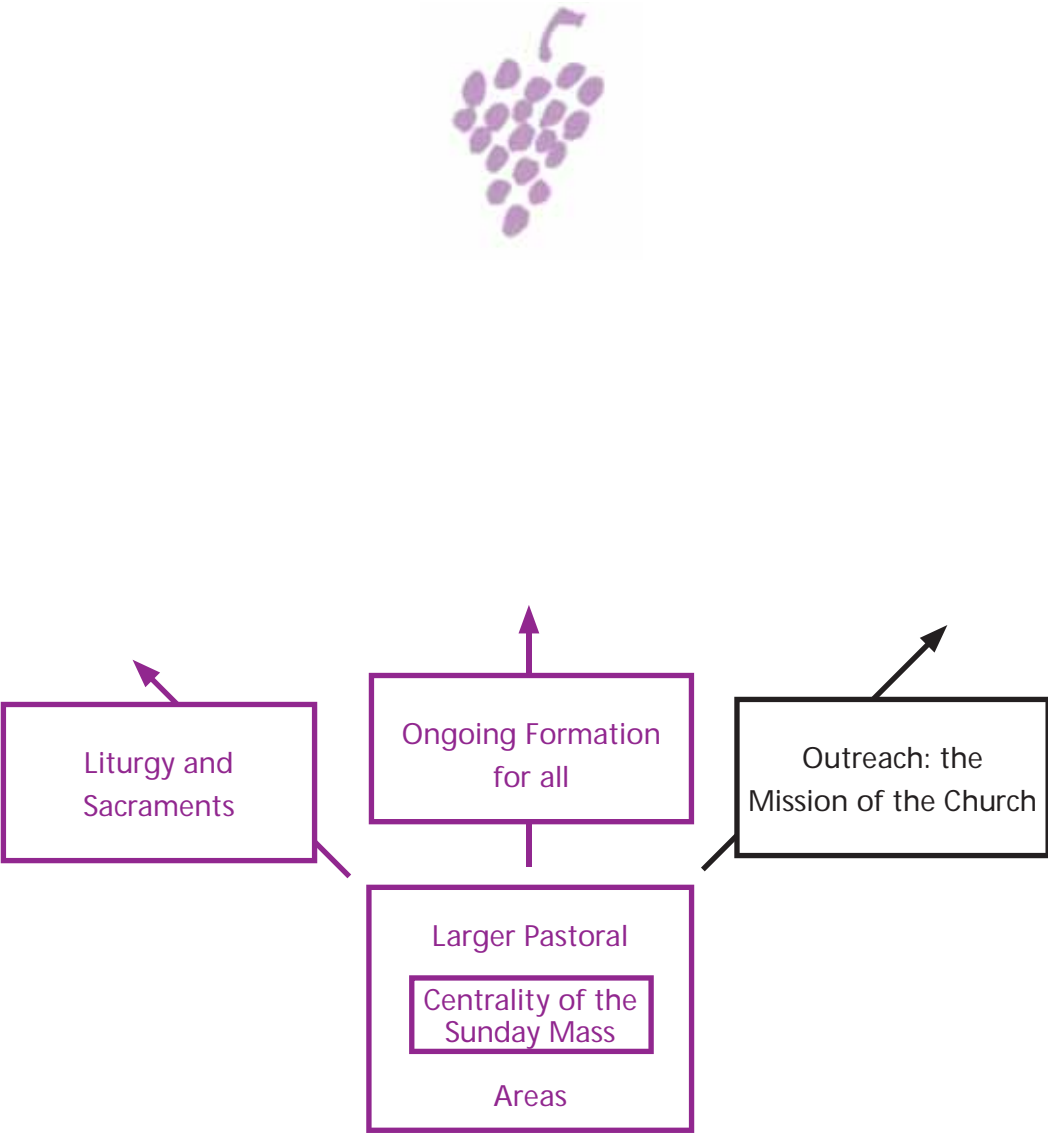 Liturgy and
Sacraments
Ongoing Formation
for all
Outreach: the
Mission of the Church
Larger Pastoral
Centrality of the
Sunday Mass
Areas